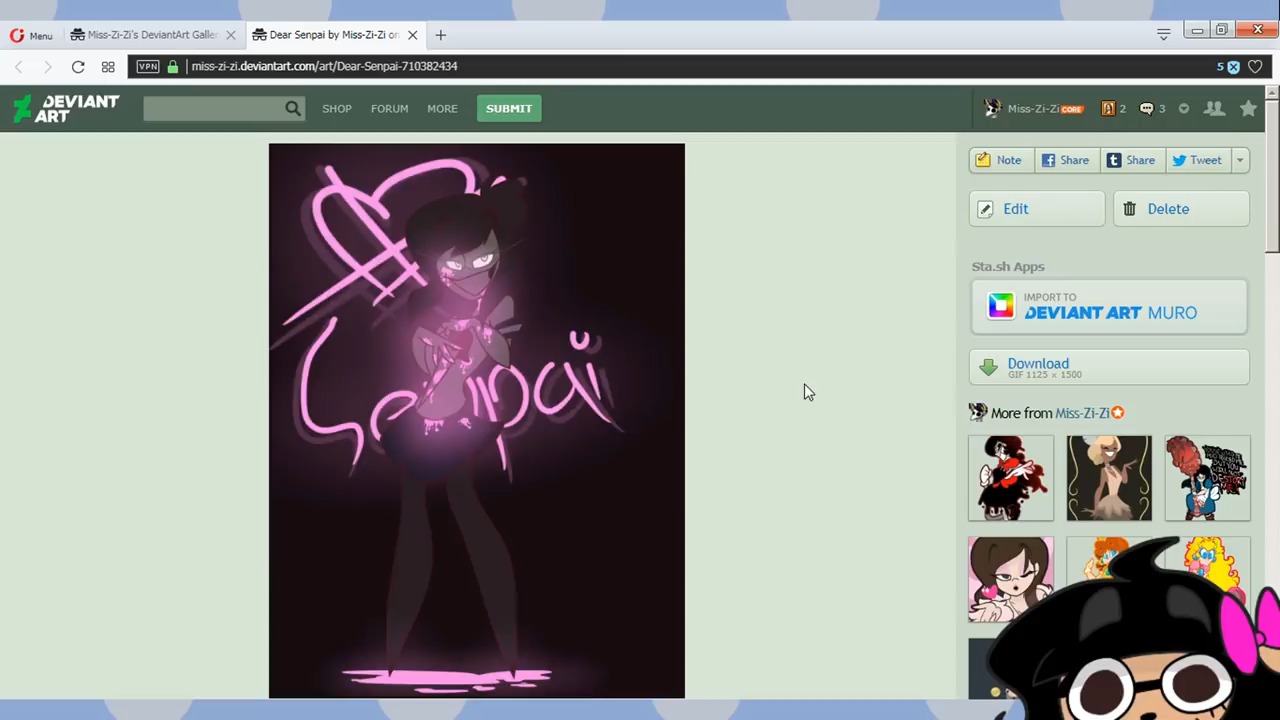 Menu
Miss-Zi-Zi's DeviantArt Galler
Dear Senpai by Miss-Zi-Zi on
VPN
miss-zi-zi.deviantart.com/art/Dear-Senpai-710382434
5
DEVIANT ART
SHOP
FORUM
MORE
SUBMIT
Miss-Zi-Zi CORE
2
3
Note
Share
Share
Tweet
Edit
Delete
Sta.sh Apps
IMPORT TO
DEVIANT ART MURO
Download
GIF 1125 × 1500
More from Miss-Zi-Zi
Senpai